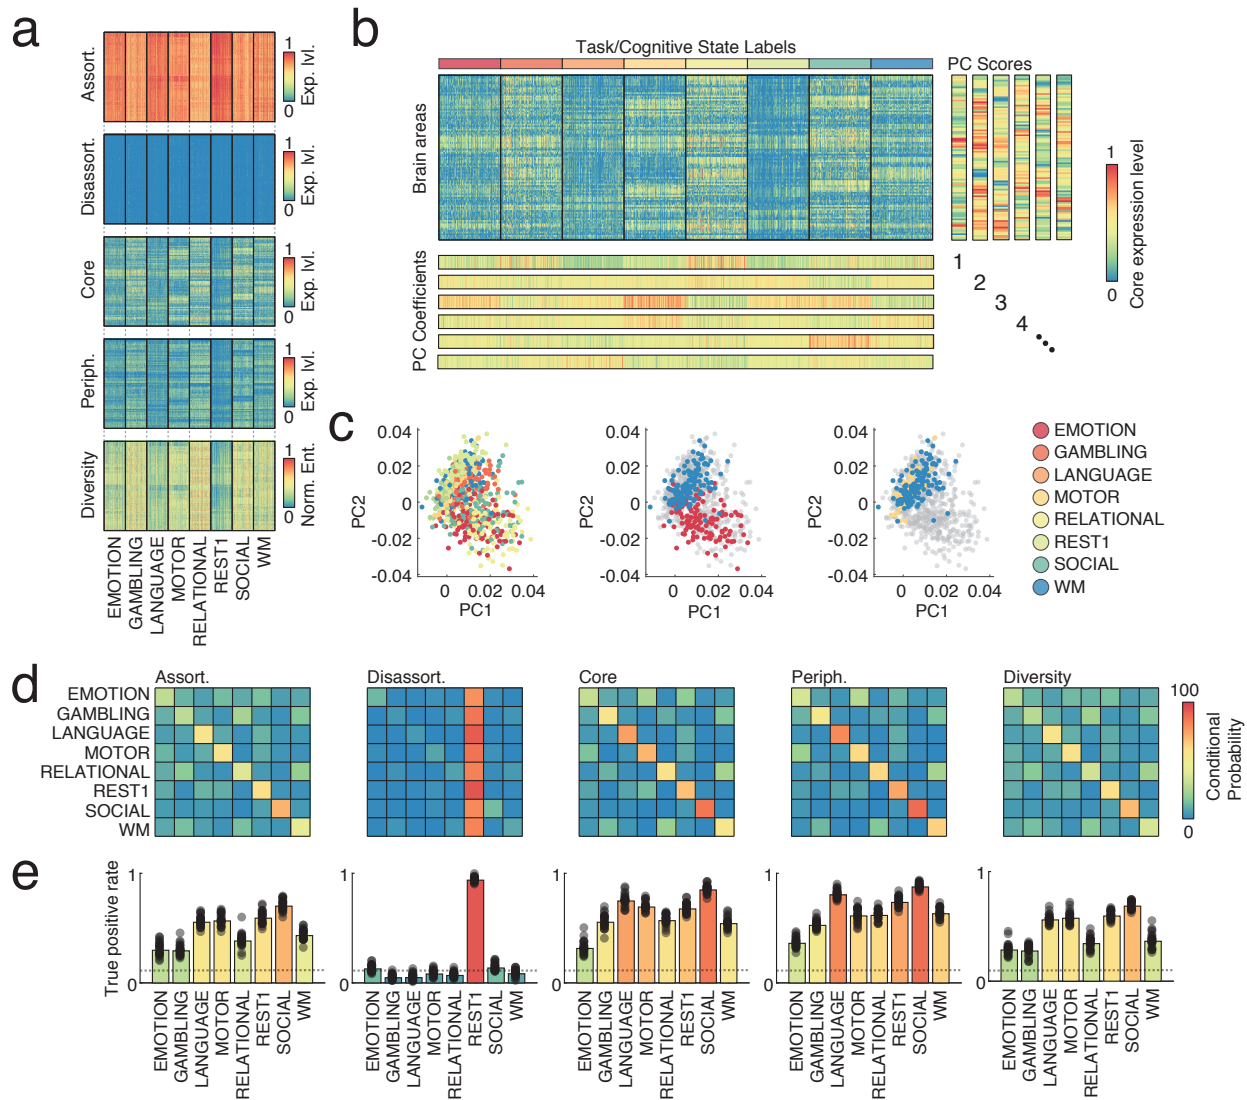 a
Assort.
1
0
Exp. lvl.
Disassort.
1
0
Exp. lvl.
Core
1
0
Exp. lvl.
Periph.
1
0
Exp. lvl.
Diversity
1
0
Norm. Ent.
EMOTION
GAMBLING
LANGUAGE
MOTOR
RELATIONAL
REST1
SOCIAL
WM
b
Task/Cognitive State Labels
Brain areas
PC Scores
PC Coefficients
1
2
3
4
1
0
Core expression level
c
0.04
0.02
0
-0.02
-0.04
PC2
0 0.02 0.04
PC1
0.04
0.02
0
-0.02
-0.04
PC2
0 0.02 0.04
PC1
0.04
0.02
0
-0.02
-0.04
PC2
0 0.02 0.04
PC1
EMOTION
GAMBLING
LANGUAGE
MOTOR
RELATIONAL
REST1
SOCIAL
WM
d
Assort. Disassort. Core Periph. Diversity
EMOTION
GAMBLING
LANGUAGE
MOTOR
RELATIONAL
REST1
SOCIAL
WM
100
0
Conditional
Probability
e
True positive rate
1
0
EMOTION
GAMBLING
LANGUAGE
MOTOR
RELATIONAL
REST1
SOCIAL
WM
1
0
EMOTION
GAMBLING
LANGUAGE
MOTOR
RELATIONAL
REST1
SOCIAL
WM
1
0
EMOTION
GAMBLING
LANGUAGE
MOTOR
RELATIONAL
REST1
SOCIAL
WM
1
0
EMOTION
GAMBLING
LANGUAGE
MOTOR
RELATIONAL
REST1
SOCIAL
WM
1
0
EMOTION
GAMBLING
LANGUAGE
MOTOR
RELATIONAL
REST1
SOCIAL
WM